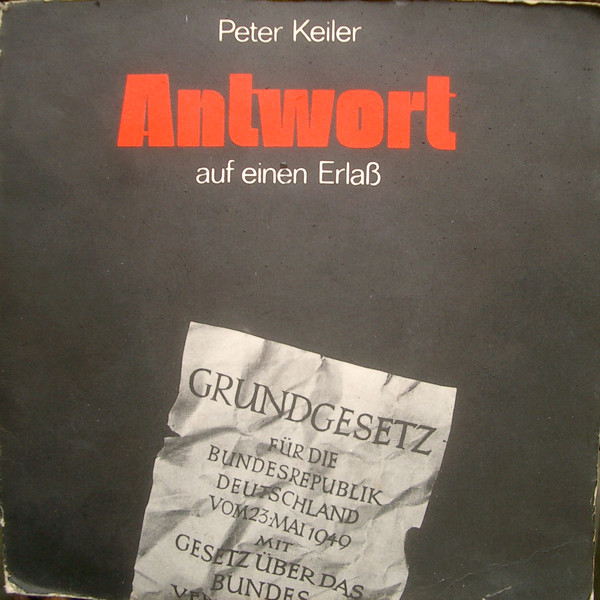 Peter Keiler
Antwort
auf einen Erlaß
GRUNDGESETZ
FÜR DIE
BUNDESREPUBLIK
DEUTSCHLAND
VOM 23·MAI 1949
MIT
GESETZ ÜBER DAS
BUNDES